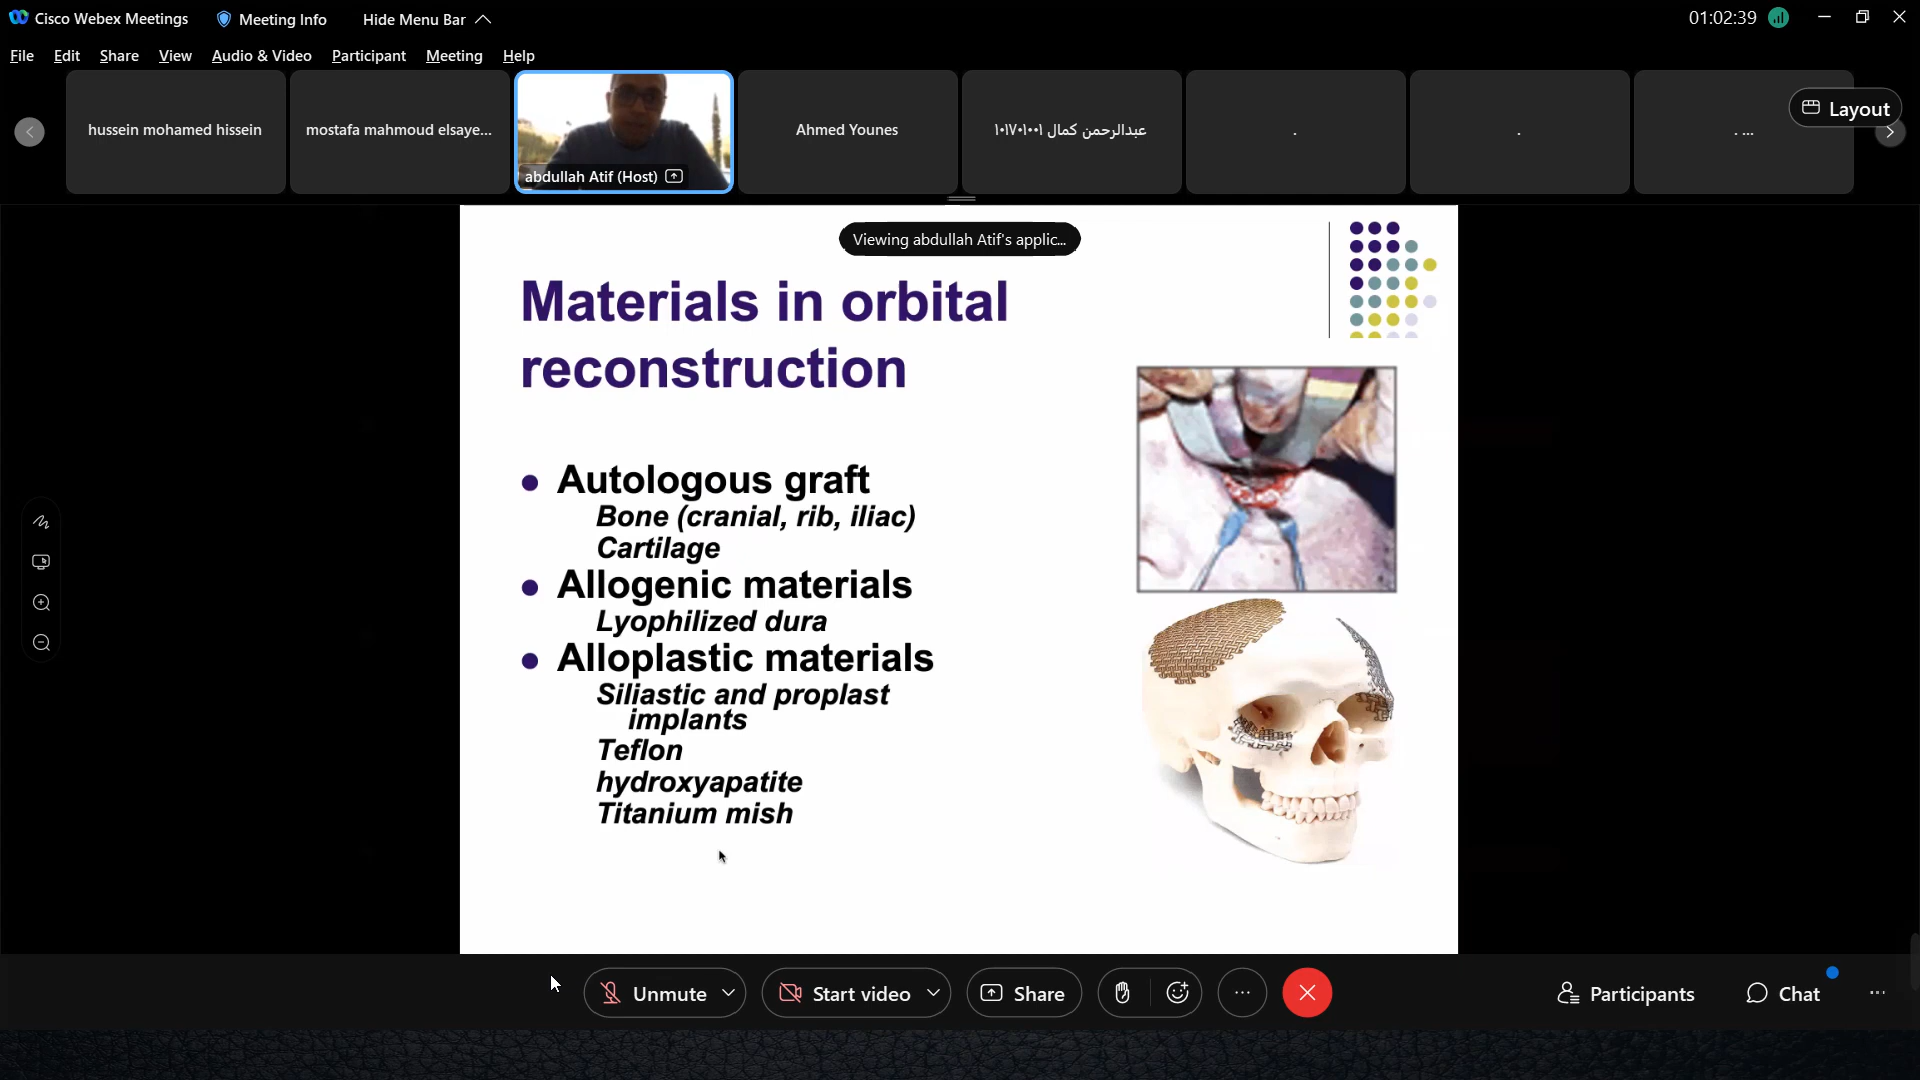 Cisco Webex Meetings
Meeting Info
Hide Menu Bar
01:02:39
File Edit Share View Audio & Video Participant Meeting Help
hussein mohamed hissein
mostafa mahmoud elsaye...
abdullah Atif (Host)
Ahmed Younes
عبدالرحمن كمال ١٠١٧٠١٠٠١
.
.
. ...
Layout
Viewing abdullah Atif's applic...
Materials in orbital
reconstruction
• Autologous graft
Bone (cranial, rib, iliac)
Cartilage
• Allogenic materials
Lyophilized dura
• Alloplastic materials
Siliastic and proplast
implants
Teflon
hydroxyapatite
Titanium mish
Unmute
Start video
Share
Participants
Chat